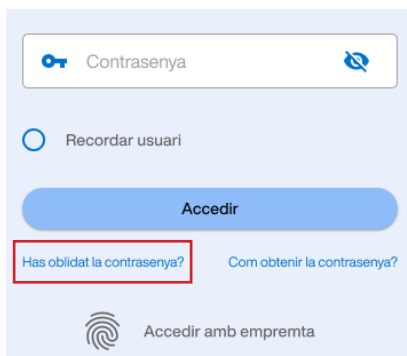 Contrasenya
Recordar usuari
Accedir
Has oblidat la contrasenya? Com obtenir la contrasenya?
Accedir amb empremta